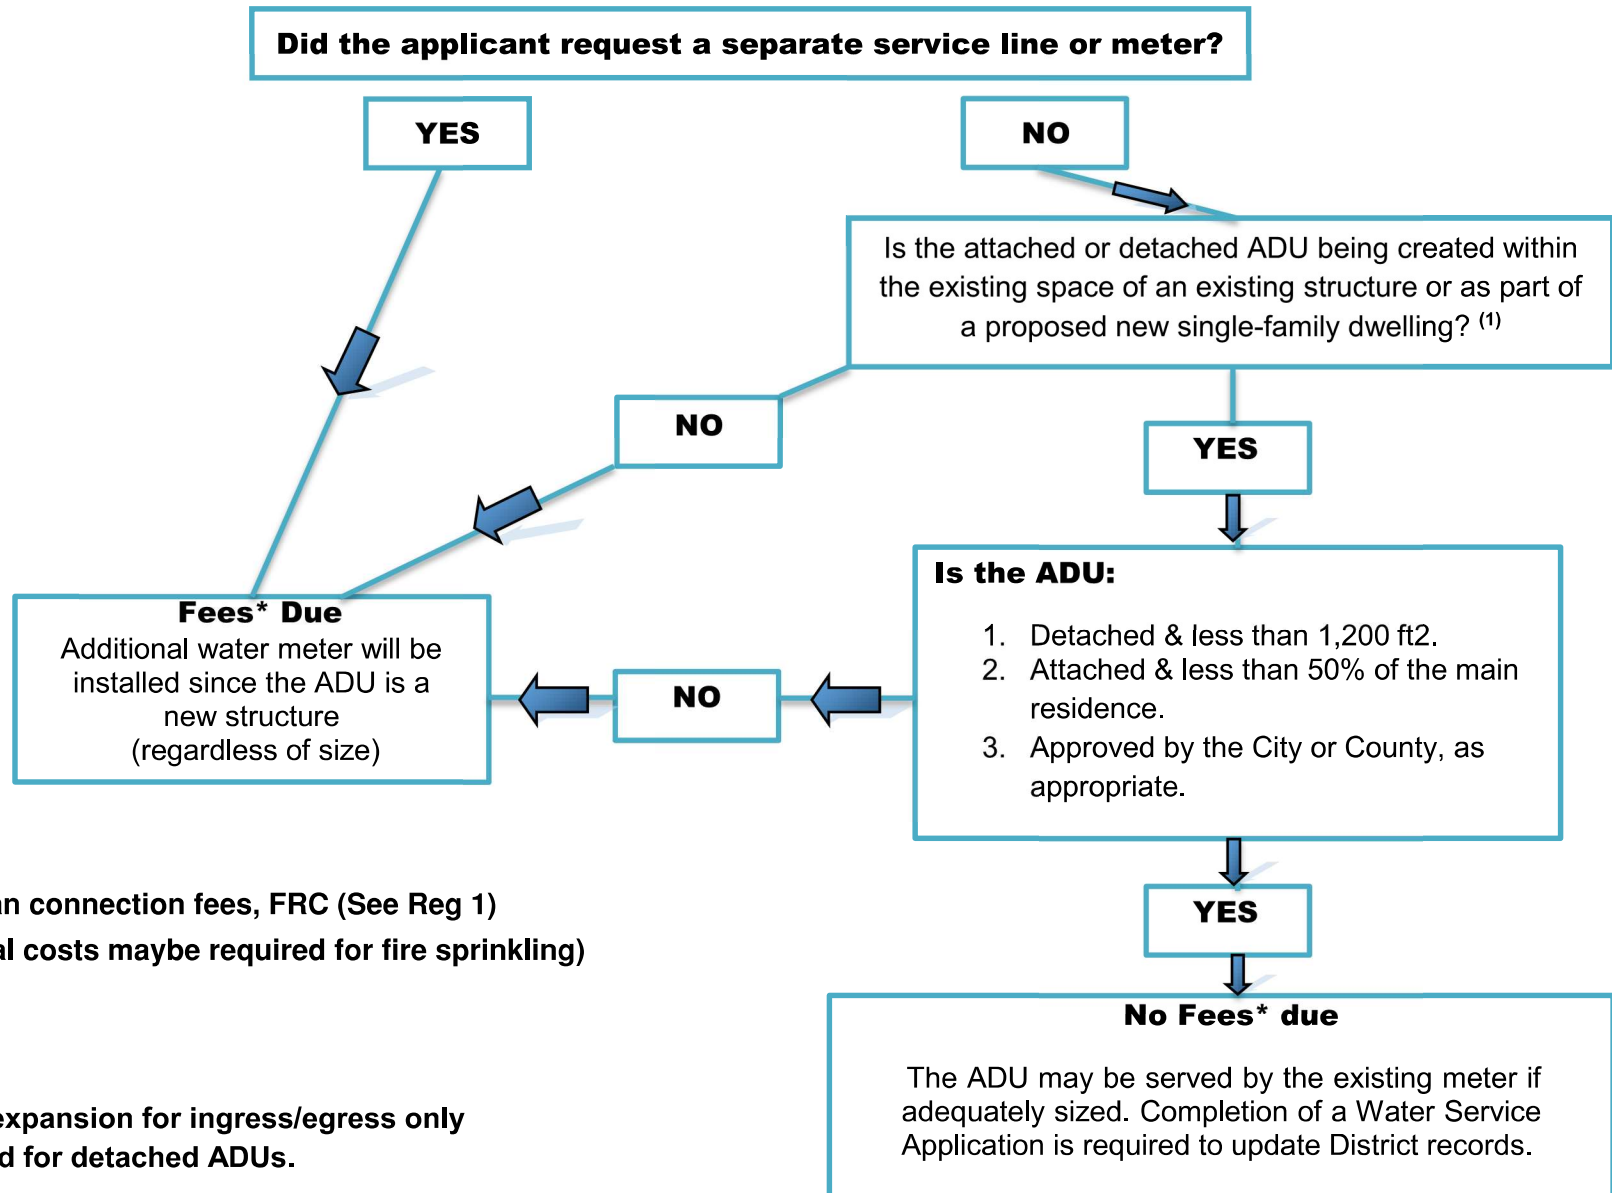 Did the applicant request a separate service line or meter?
YES
NO
Is the attached or detached ADU being created within
the existing space of an existing structure or as part of
a proposed new single-family dwelling? (1)
NO
YES
Is the ADU:
1. Detached & less than 1,200 ft2.
2. Attached & less than 50% of the main
residence.
3. Approved by the City or County, as
appropriate.
NO
Fees* Due
Additional water meter will be
installed since the ADU is a
new structure
(regardless of size)
YES
No Fees* due
The ADU may be served by the existing meter if
adequately sized. Completion of a Water Service
Application is required to update District records.
connection fees, FRC (See Reg 1)
costs maybe required for fire sprinkling)
expansion for ingress/egress only
for detached ADUs.